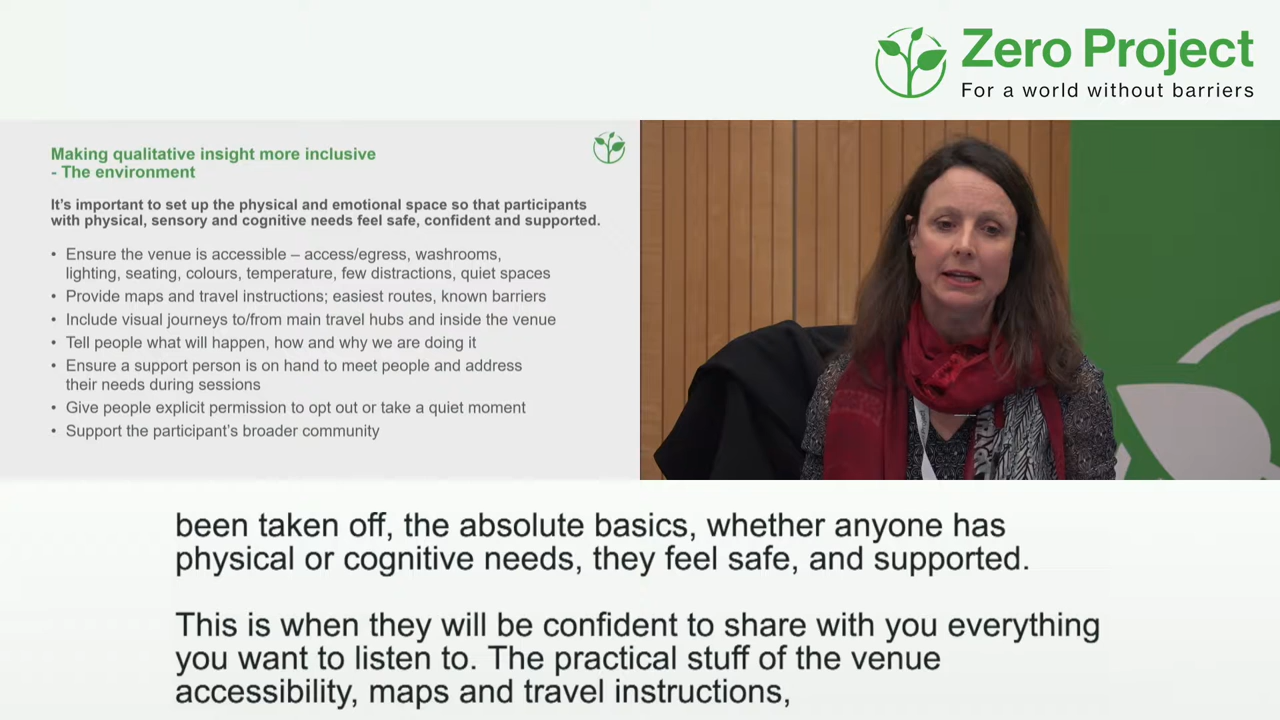 Zero Project
For a world without barriers
Making qualitative insight more inclusive
- The environment
It's important to set up the physical and emotional space so that participants
with physical, sensory and cognitive needs feel safe, confident and supported.
• Ensure the venue is accessible – access/egress, washrooms,
lighting, seating, colours, temperature, few distractions, quiet spaces
• Provide maps and travel instructions; easiest routes, known barriers
• Include visual journeys to/from main travel hubs and inside the venue
• Tell people what will happen, how and why we are doing it
• Ensure a support person is on hand to meet people and address
their needs during sessions
• Give people explicit permission to opt out or take a quiet moment
• Support the participant's broader community
been taken off, the absolute basics, whether anyone has
physical or cognitive needs, they feel safe, and supported.
This is when they will be confident to share with you everything
you want to listen to. The practical stuff of the venue
accessibility, maps and travel instructions,